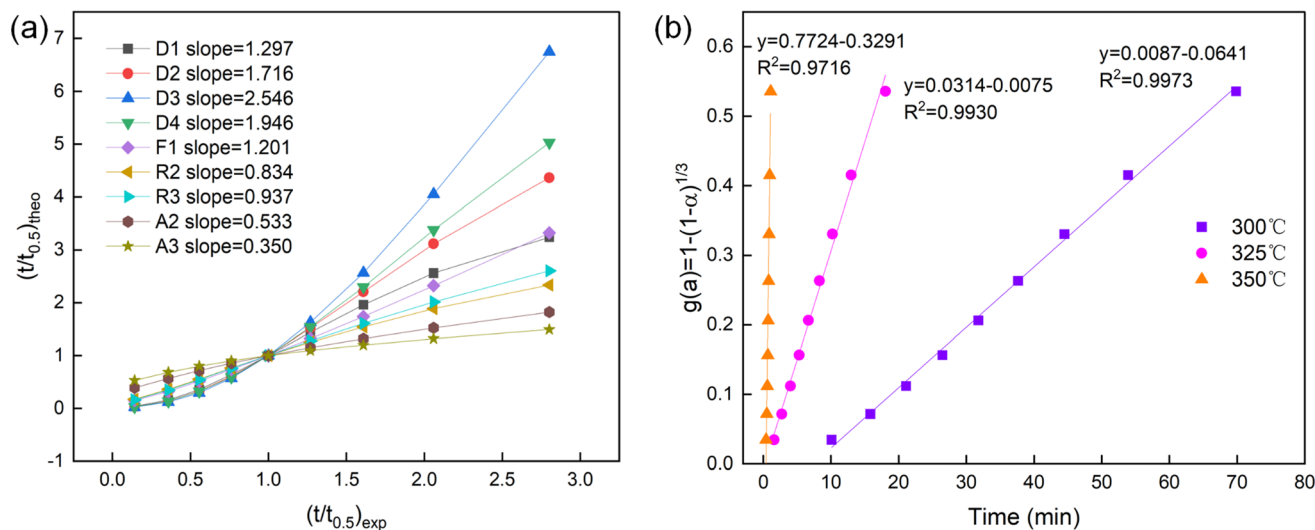 (a)
7
6
5
4
3
2
1
0
-1
(t/t0.5)theo
D1 slope=1.297
D2 slope=1.716
D3 slope=2.546
D4 slope=1.946
F1 slope=1.201
R2 slope=0.834
R3 slope=0.937
A2 slope=0.533
A3 slope=0.350
0.0 0.5 1.0 1.5 2.0 2.5 3.0
(t/t0.5)exp
(b)
0.6
0.5
0.4
0.3
0.2
0.1
0.0
g(a)=1-(1-α)1/3
y=0.7724-0.3291
R2=0.9716
y=0.0314-0.0075
R2=0.9930
y=0.0087-0.0641
R2=0.9973
300℃
325℃
350℃
0 10 20 30 40 50 60 70 80
Time (min)